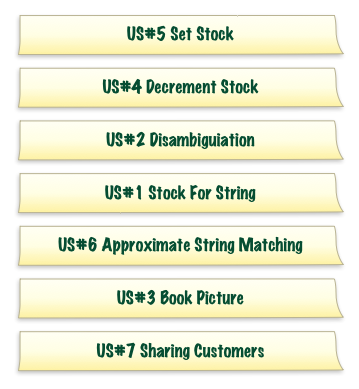 US#5 Set Stock
US#4 Decrement Stock
US#2 Disambiguiation
US#1 Stock For String
US#6 Approximate String Matching
US#3 Book Picture
US#7 Sharing Customers